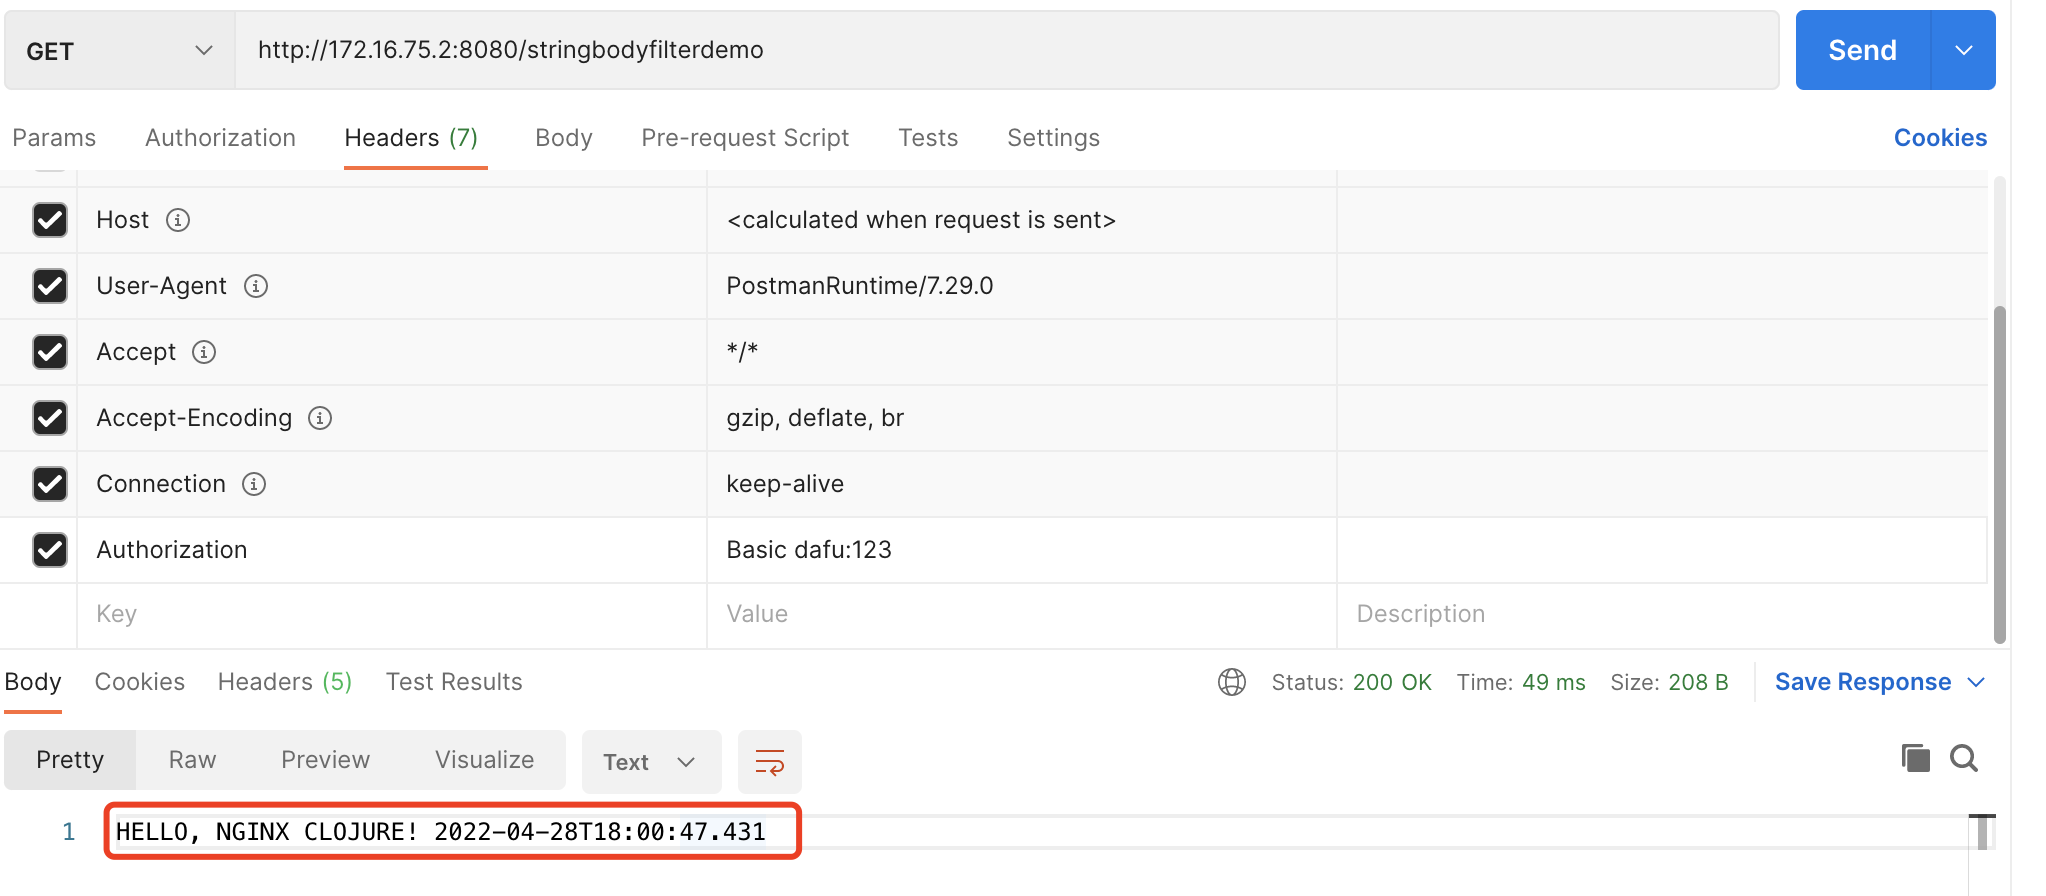 GET http://172.16.75.2:8080/stringbodyfilterdemo Send
Params Authorization Headers (7) Body Pre-request Script Tests Settings Cookies
Host <calculated when request is sent>
User-Agent PostmanRuntime/7.29.0
Accept */*
Accept-Encoding gzip, deflate, br
Connection keep-alive
Authorization Basic dafu:123
Key Value Description
Body Cookies Headers (5) Test Results Status: 200 OK Time: 49 ms Size: 208 B Save Response
Pretty Raw Preview Visualize Text
1 HELLO, NGINX CLOJURE! 2022-04-28T18:00:47.431